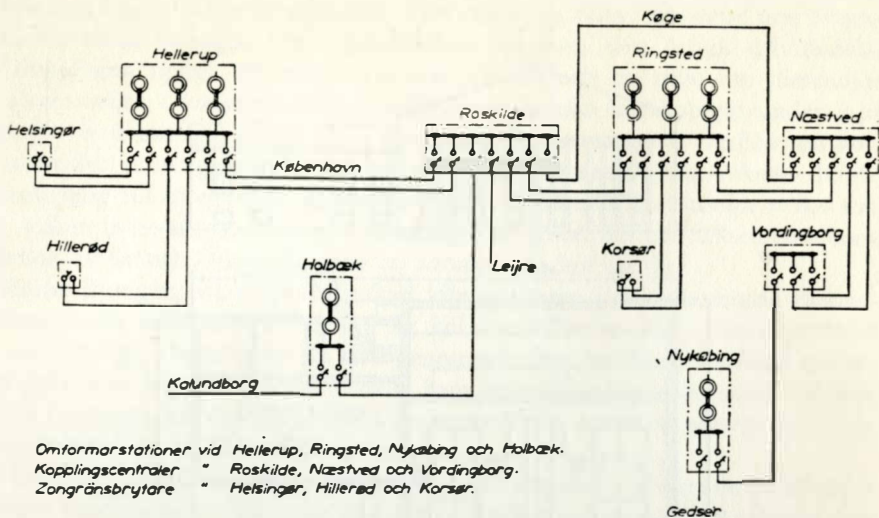 Køge
Hellerup
Ringsted
Roskilde
Helsingør
Næstved
København
Vordingborg
Hillerød
Holbæk
Leijre
Korsør
Nykøbing
Kalundborg
Omformarstationer vid Hellerup, Ringsted, Nykøbing och Holbæk.
Kopplingscentraler " Roskilde, Næstved och Vordingborg.
Zongränsbrytare " Helsingør, Hillerød och Korsør.
Gedser